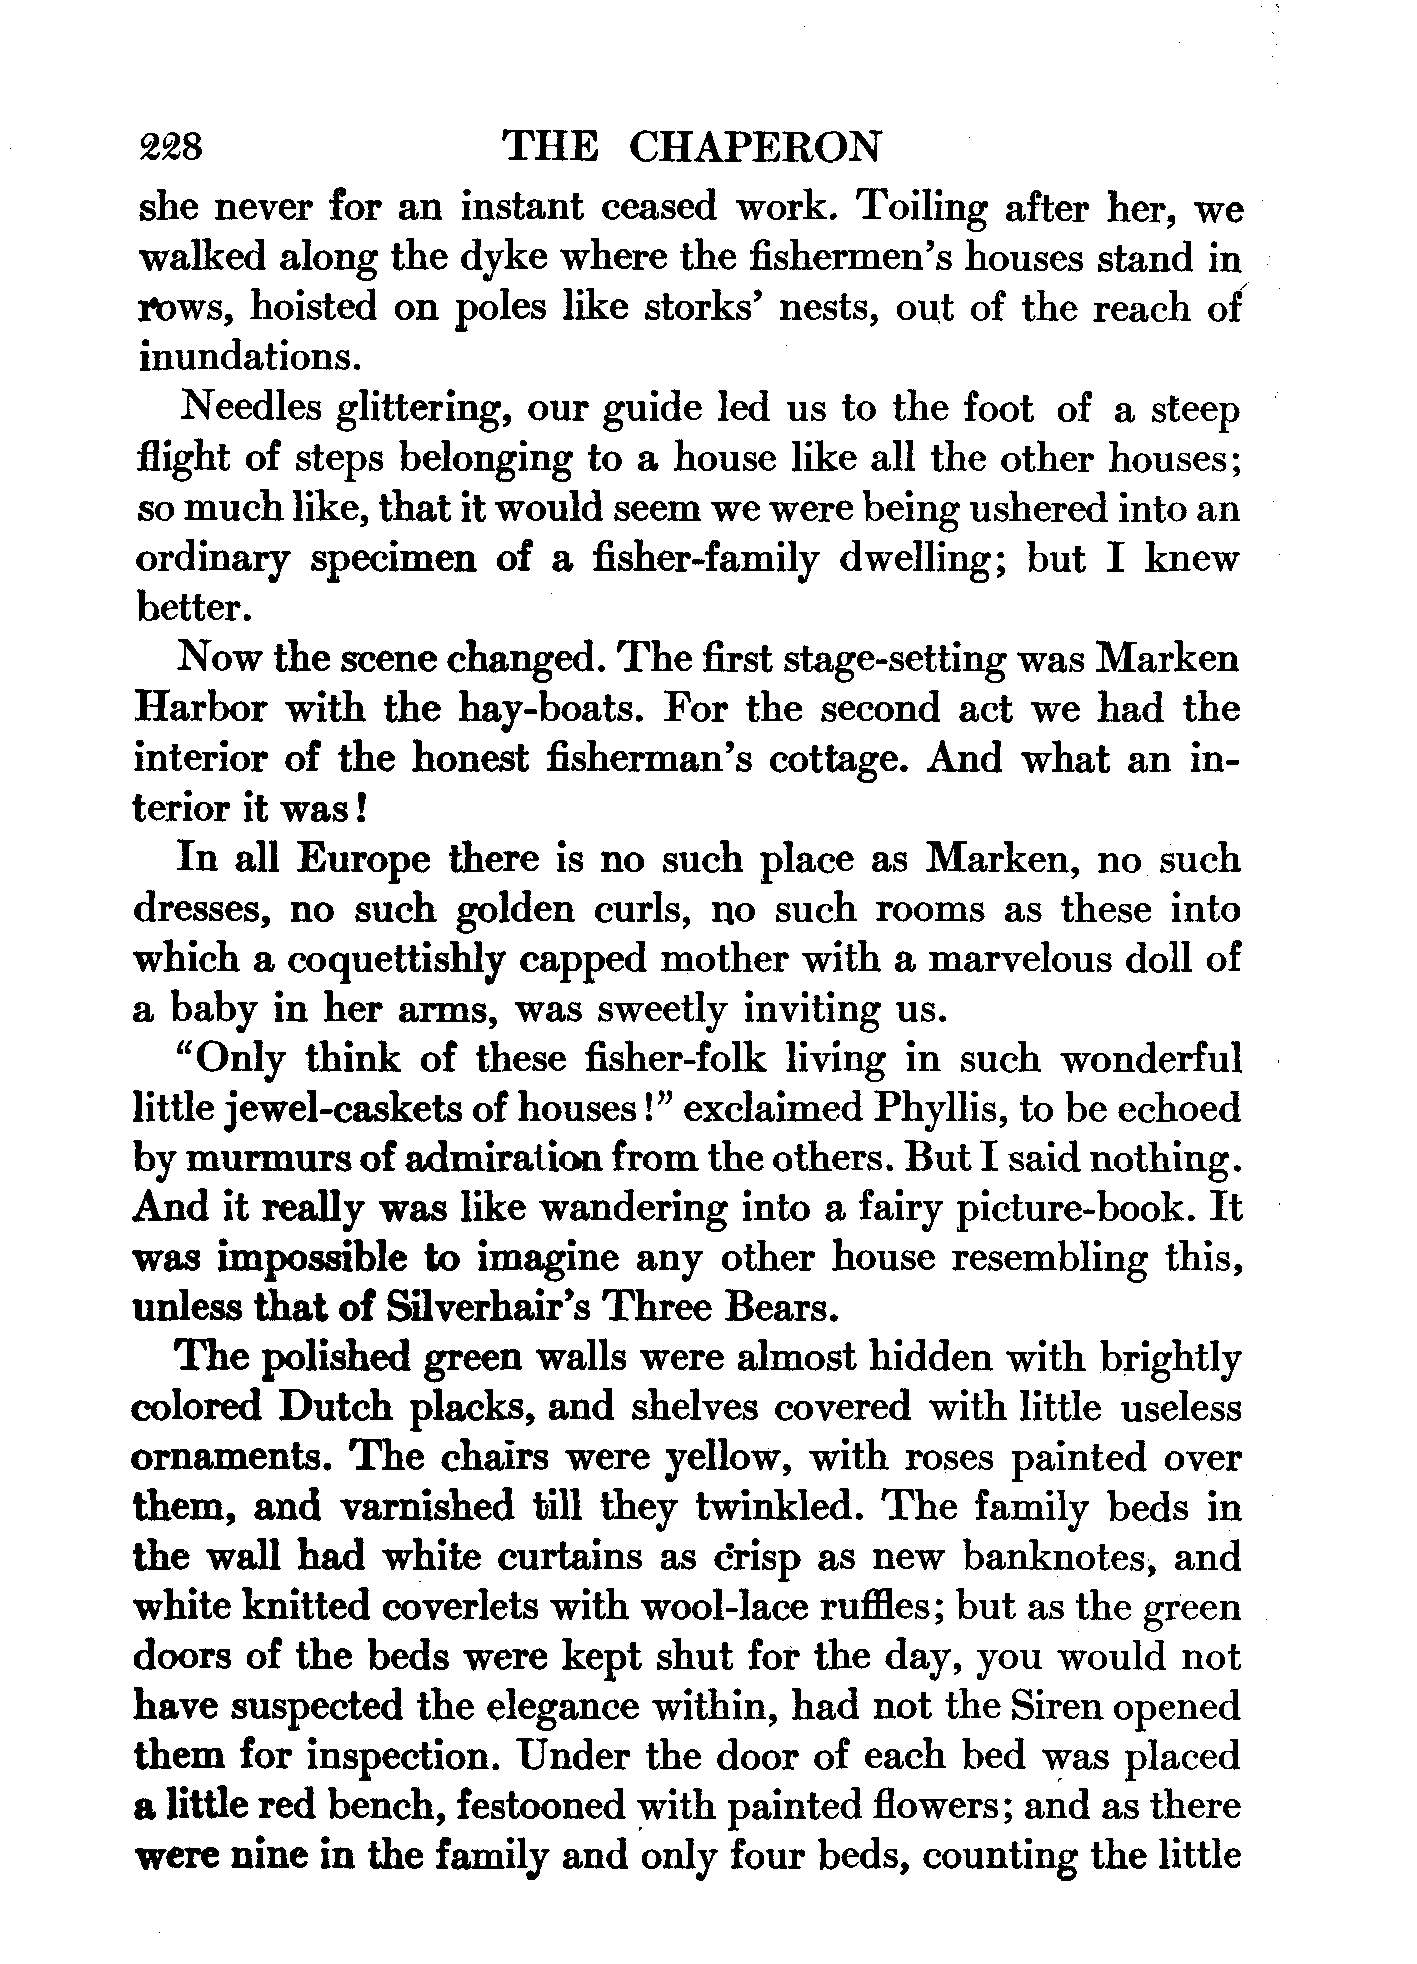 228 THE CHAPERON
she never for an instant ceased work. Toiling after her, we
walked along the dyke where the fishermen's houses stand in
rows, hoisted on poles like storks' nests, out of the reach of
inundations.
Needles glittering, our guide led us to the foot of a steep
flight of steps belonging to a house like all the other houses;
so much like, that it would seem we were being ushered into an
ordinary specimen of a fisher-family dwelling; but I knew
better.
Now the scene changed. The first stage-setting was Marken
Harbor with the hay-boats. For the second act we had the
interior of the honest fisherman's cottage. And what an in-
terior it was!
In all Europe there is no such place as Marken, no such
dresses, no such golden curls, no such rooms as these into
which a coquettishly capped mother with a marvelous doll of
a baby in her arms, was sweetly inviting us.
"Only think of these fisher-folk living in such wonderful
little jewel-caskets of houses!" exclaimed Phyllis, to be echoed
by murmurs of admiration from the others. But I said nothing.
And it really was like wandering into a fairy picture-book. It
was impossible to imagine any other house resembling this,
unless that of Silverhair's Three Bears.
The polished green walls were almost hidden with brightly
colored Dutch placks, and shelves covered with little useless
ornaments. The chairs were yellow, with roses painted over
them, and varnished till they twinkled. The family beds in
the wall had white curtains as crisp as new banknotes, and
white knitted coverlets with wool-lace ruffles; but as the green
doors of the beds were kept shut for the day, you would not
have suspected the elegance within, had not the Siren opened
them for inspection. Under the door of each bed was placed
a little red bench, festooned with painted flowers; and as there
were nine in the family and only four beds, counting the little